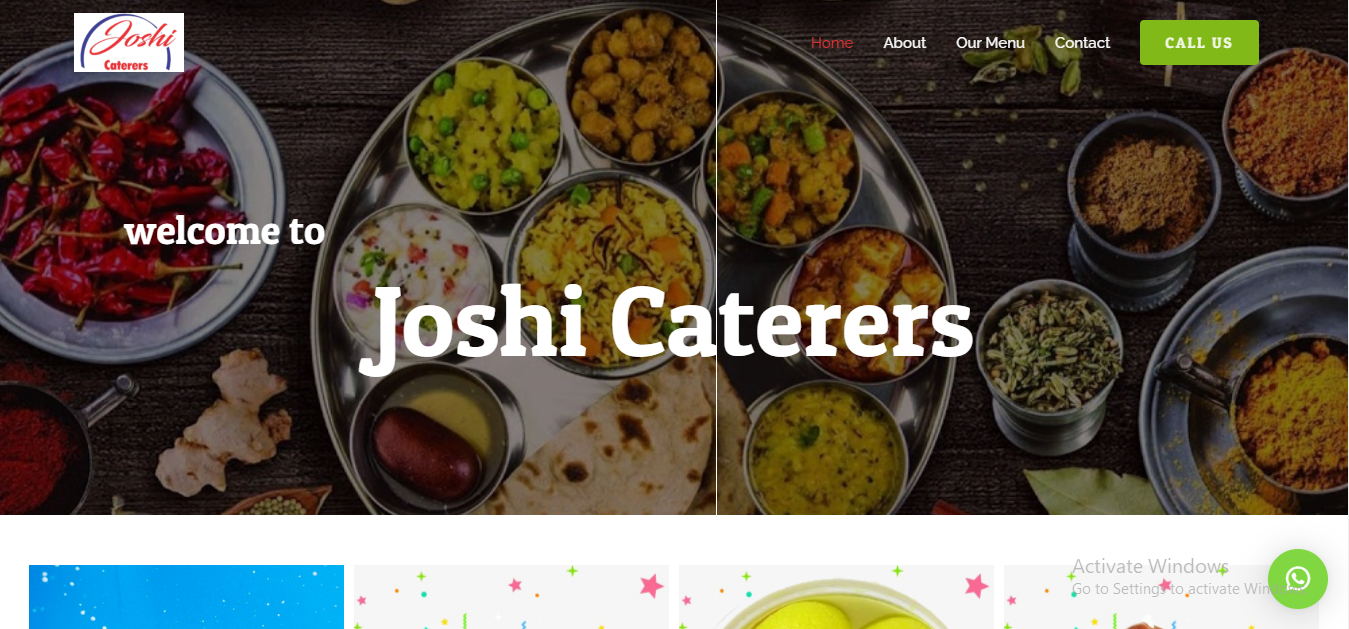 Joshi
Caterers
Home About Our Menu Contact CALL US
welcome to
Joshi Caterers
Activate Windows
Go to Settings to activate Windows.